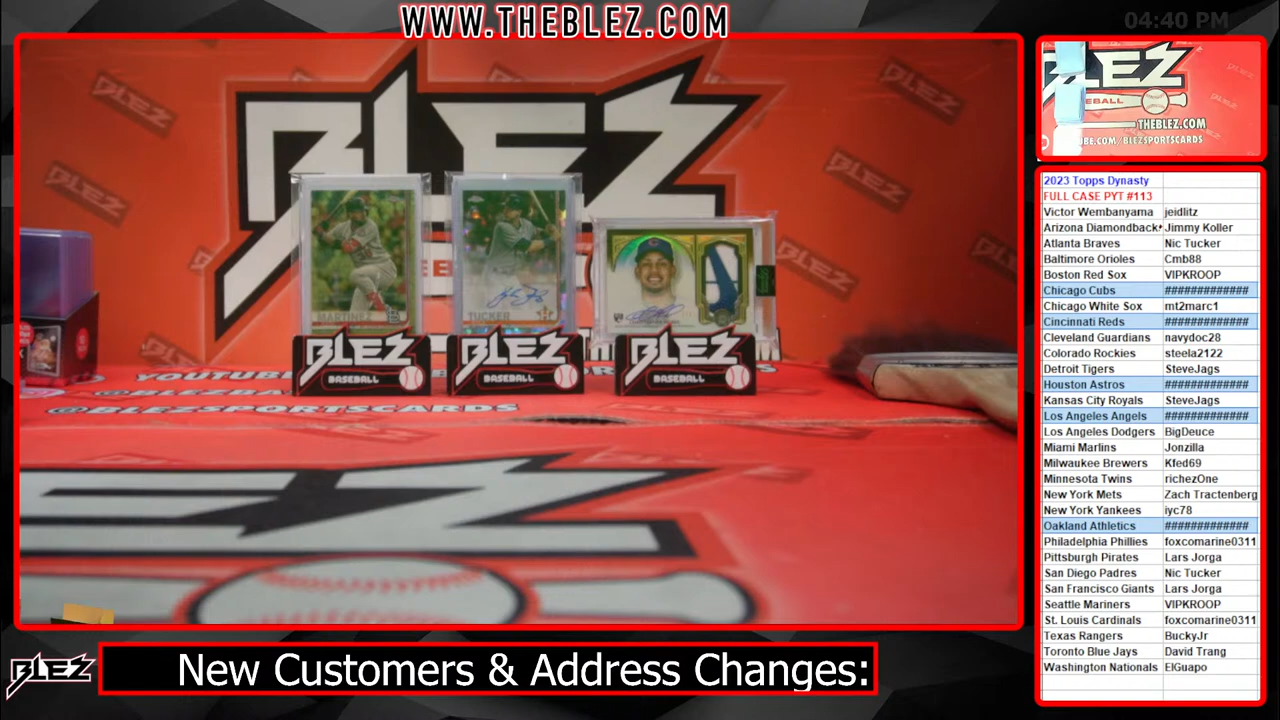 WWW.THEBLEZ.COM
04:40 PM
BLEZ
BLEZ
BLEZ
BLEZ
MARTINEZ
TUCKER
BLEZ
BASEBALL
BLEZ
BASEBALL
BLEZ
BASEBALL
@BLEZSPORTSCARDS
THEBLEZ.COM
2023 Topps Dynasty
FULL CASE PYT #113
Victor Wembanyama jeidlitz
Arizona Diamondback Jimmy Koller
Atlanta Braves Nic Tucker
Baltimore Orioles Cmb88
Boston Red Sox VIPKROOP
Chicago Cubs #############
Chicago White Sox mt2marc1
Cincinnati Reds #############
Cleveland Guardians navydoc28
Colorado Rockies steela2122
Detroit Tigers SteveJags
Houston Astros #############
Kansas City Royals SteveJags
Los Angeles Angels #############
Los Angeles Dodgers BigDeuce
Miami Marlins Jonzilla
Milwaukee Brewers Kfed69
Minnesota Twins richezOne
New York Mets Zach Tractenberg
New York Yankees iyc78
Oakland Athletics #############
Philadelphia Phillies foxcomarine0311
Pittsburgh Pirates Lars Jorga
San Diego Padres Nic Tucker
San Francisco Giants Lars Jorga
Seattle Mariners VIPKROOP
St. Louis Cardinals foxcomarine0311
Texas Rangers BuckyJr
Toronto Blue Jays David Trang
Washington Nationals ElGuapo
BLEZ
New Customers & Address Changes: